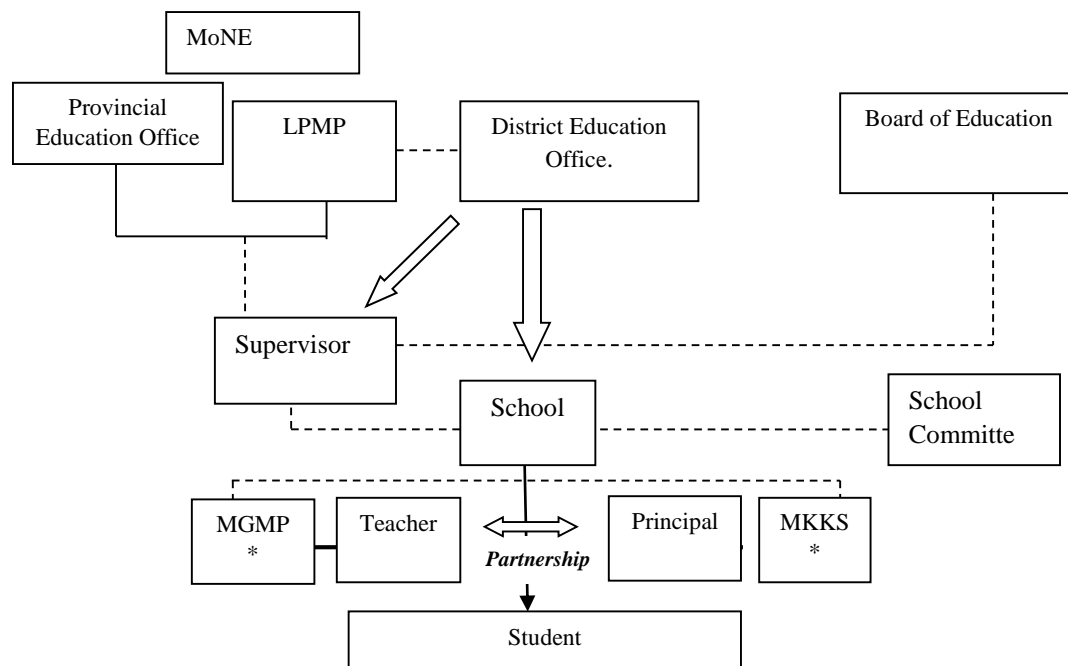 MoNE
Provincial
Education Office
LPMP
District Education
Office.
Board of Education
Supervisor
School
School
Committe
MGMP
*
Teacher
Partnership
Principal
MKKS
*
Student